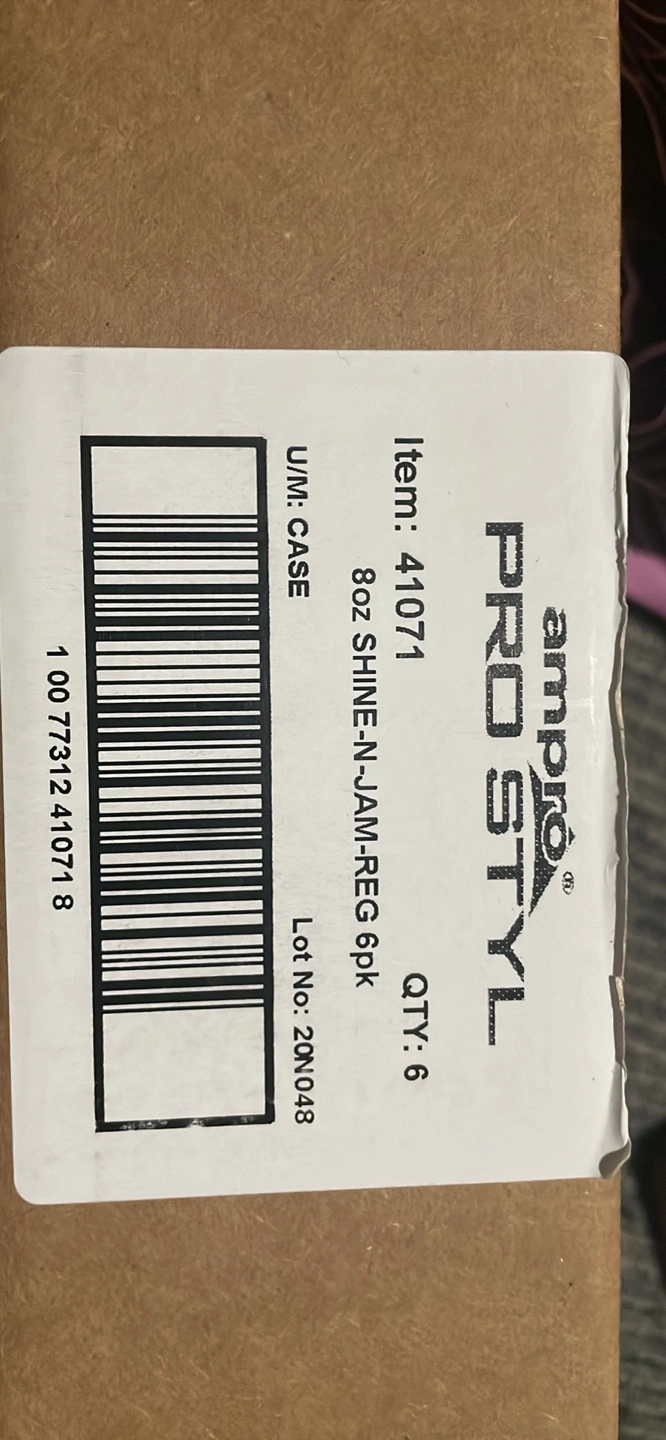 ampro®
PRO STYL
Item: 41071 QTY: 6
8oz SHINE-N-JAM-REG 6pk
U/M: CASE Lot No: 20N048
1 00 77312 41071 8